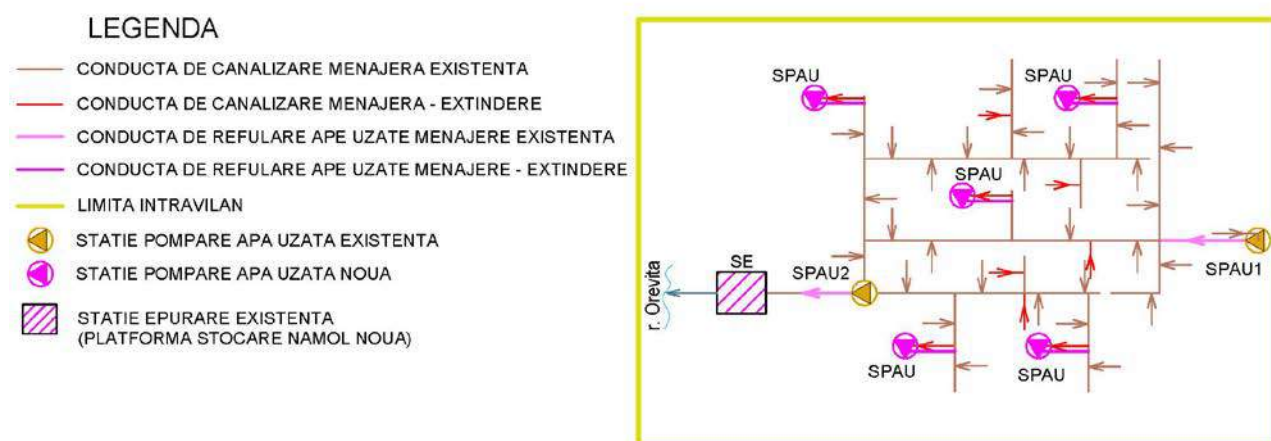 LEGENDA
CONDUCTA DE CANALIZARE MENAJERA EXISTENTA
CONDUCTA DE CANALIZARE MENAJERA - EXTINDERE
CONDUCTA DE REFULARE APE UZATE MENAJERE EXISTENTA
CONDUCTA DE REFULARE APE UZATE MENAJERE - EXTINDERE
LIMITA INTRAVILAN
STATIE POMPARE APA UZATA EXISTENTA
STATIE POMPARE APA UZATA NOUA
STATIE EPURARE EXISTENTA
(PLATFORMA STOCARE NAMOL NOUA)
SPAU
SPAU
SPAU
SPAU1
SE
SPAU2
r. Orevita
SPAU
SPAU